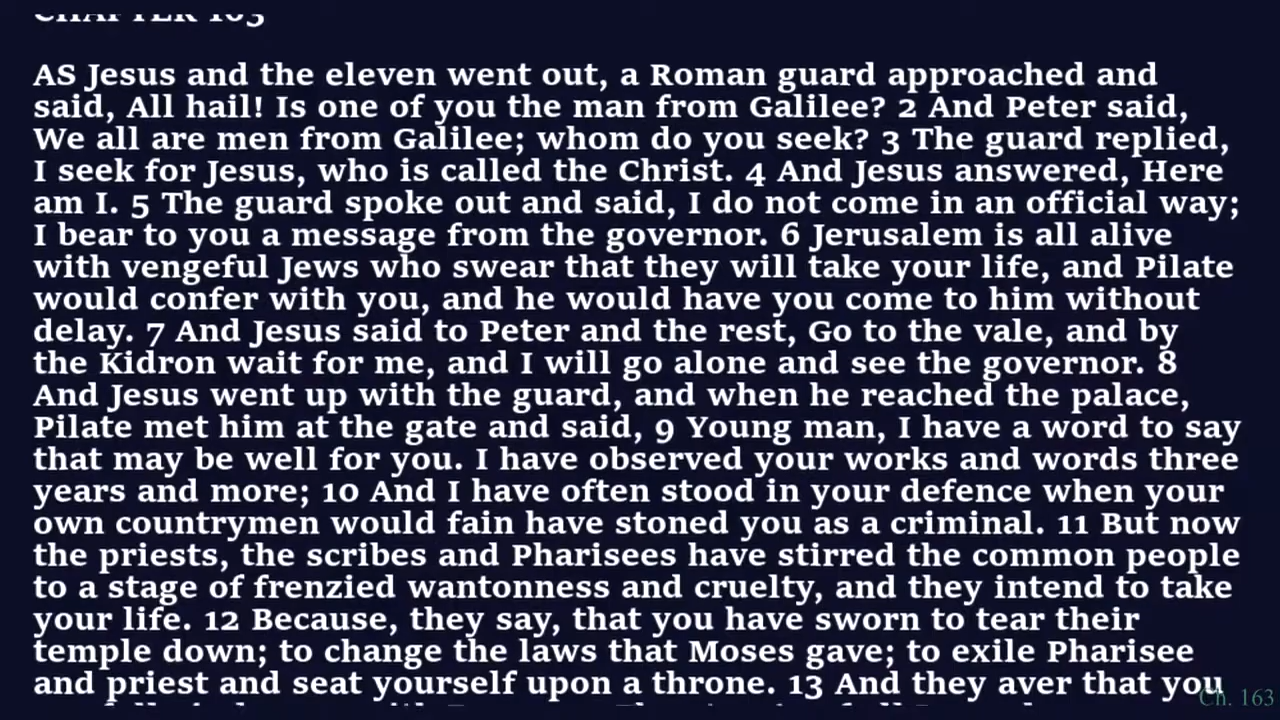 CHAPTER 163
AS Jesus and the eleven went out, a Roman guard approached and
said, All hail! Is one of you the man from Galilee? 2 And Peter said,
We all are men from Galilee; whom do you seek? 3 The guard replied,
I seek for Jesus, who is called the Christ. 4 And Jesus answered, Here
am I. 5 The guard spoke out and said, I do not come in an official way;
I bear to you a message from the governor. 6 Jerusalem is all alive
with vengeful Jews who swear that they will take your life, and Pilate
would confer with you, and he would have you come to him without
delay. 7 And Jesus said to Peter and the rest, Go to the vale, and by
the Kidron wait for me, and I will go alone and see the governor. 8
And Jesus went up with the guard, and when he reached the palace,
Pilate met him at the gate and said, 9 Young man, I have a word to say
that may be well for you. I have observed your works and words three
years and more; 10 And I have often stood in your defence when your
own countrymen would fain have stoned you as a criminal. 11 But now
the priests, the scribes and Pharisees have stirred the common people
to a stage of frenzied wantonness and cruelty, and they intend to take
your life. 12 Because, they say, that you have sworn to tear their
temple down; to change the laws that Moses gave; to exile Pharisee
and priest and seat yourself upon a throne. 13 And they aver that you
Ch. 163